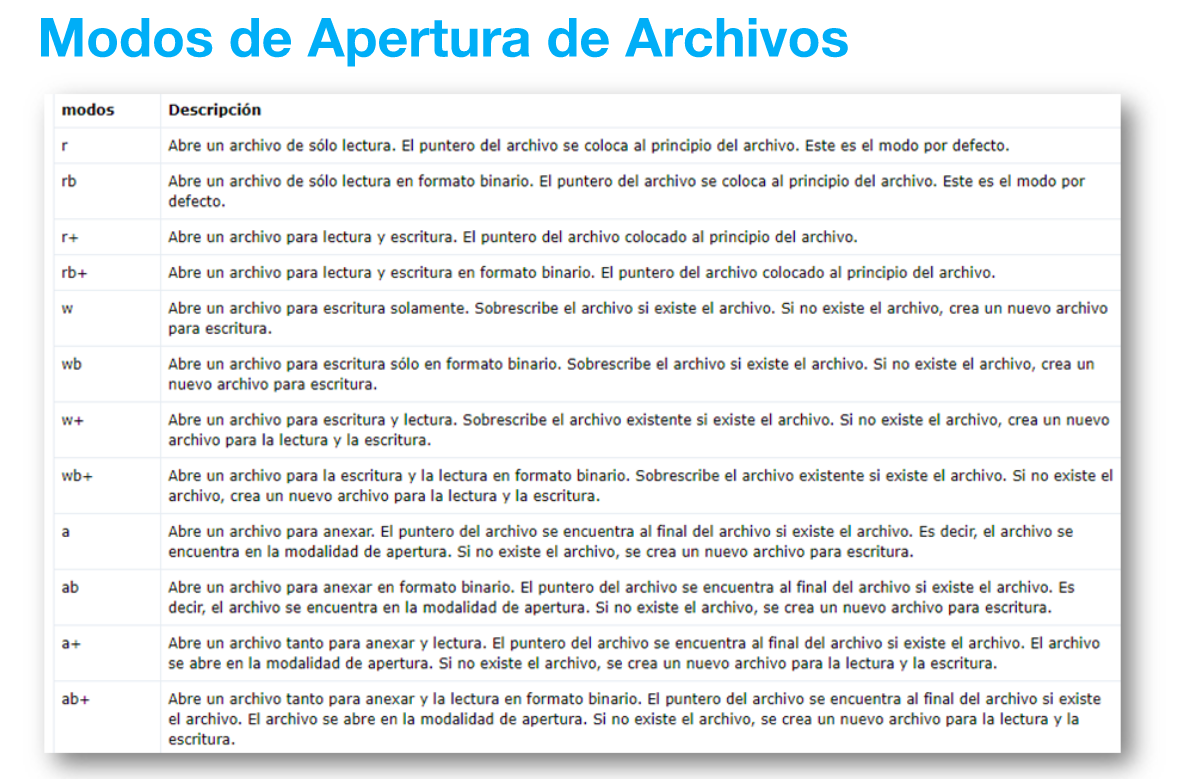 Modos de Apertura de Archivos
modos Descripción
r Abre un archivo de sólo lectura. El puntero del archivo se coloca al principio del archivo. Este es el modo por defecto.
rb Abre un archivo de sólo lectura en formato binario. El puntero del archivo se coloca al principio del archivo. Este es el modo por
defecto.
r+ Abre un archivo para lectura y escritura. El puntero del archivo colocado al principio del archivo.
rb+ Abre un archivo para lectura y escritura en formato binario. El puntero del archivo colocado al principio del archivo.
w Abre un archivo para escritura solamente. Sobrescribe el archivo si existe el archivo. Si no existe el archivo, crea un nuevo archivo
para escritura.
wb Abre un archivo para escritura sólo en formato binario. Sobrescribe el archivo si existe el archivo. Si no existe el archivo, crea un
nuevo archivo para escritura.
w+ Abre un archivo para escritura y lectura. Sobrescribe el archivo existente si existe el archivo. Si no existe el archivo, crea un nuevo
archivo para la lectura y la escritura.
wb+ Abre un archivo para la escritura y la lectura en formato binario. Sobrescribe el archivo existente si existe el archivo. Si no existe el
archivo, crea un nuevo archivo para la lectura y la escritura.
a Abre un archivo para anexar. El puntero del archivo se encuentra al final del archivo si existe el archivo. Es decir, el archivo se
encuentra en la modalidad de apertura. Si no existe el archivo, se crea un nuevo archivo para escritura.
ab Abre un archivo para anexar en formato binario. El puntero del archivo se encuentra al final del archivo si existe el archivo. Es
decir, el archivo se encuentra en la modalidad de apertura. Si no existe el archivo, se crea un nuevo archivo para escritura.
a+ Abre un archivo tanto para anexar y lectura. El puntero del archivo se encuentra al final del archivo si existe el archivo. El archivo
se abre en la modalidad de apertura. Si no existe el archivo, se crea un nuevo archivo para la lectura y la escritura.
ab+ Abre un archivo tanto para anexar y la lectura en formato binario. El puntero del archivo se encuentra al final del archivo si existe
el archivo. El archivo se abre en la modalidad de apertura. Si no existe el archivo, se crea un nuevo archivo para la lectura y la
escritura.